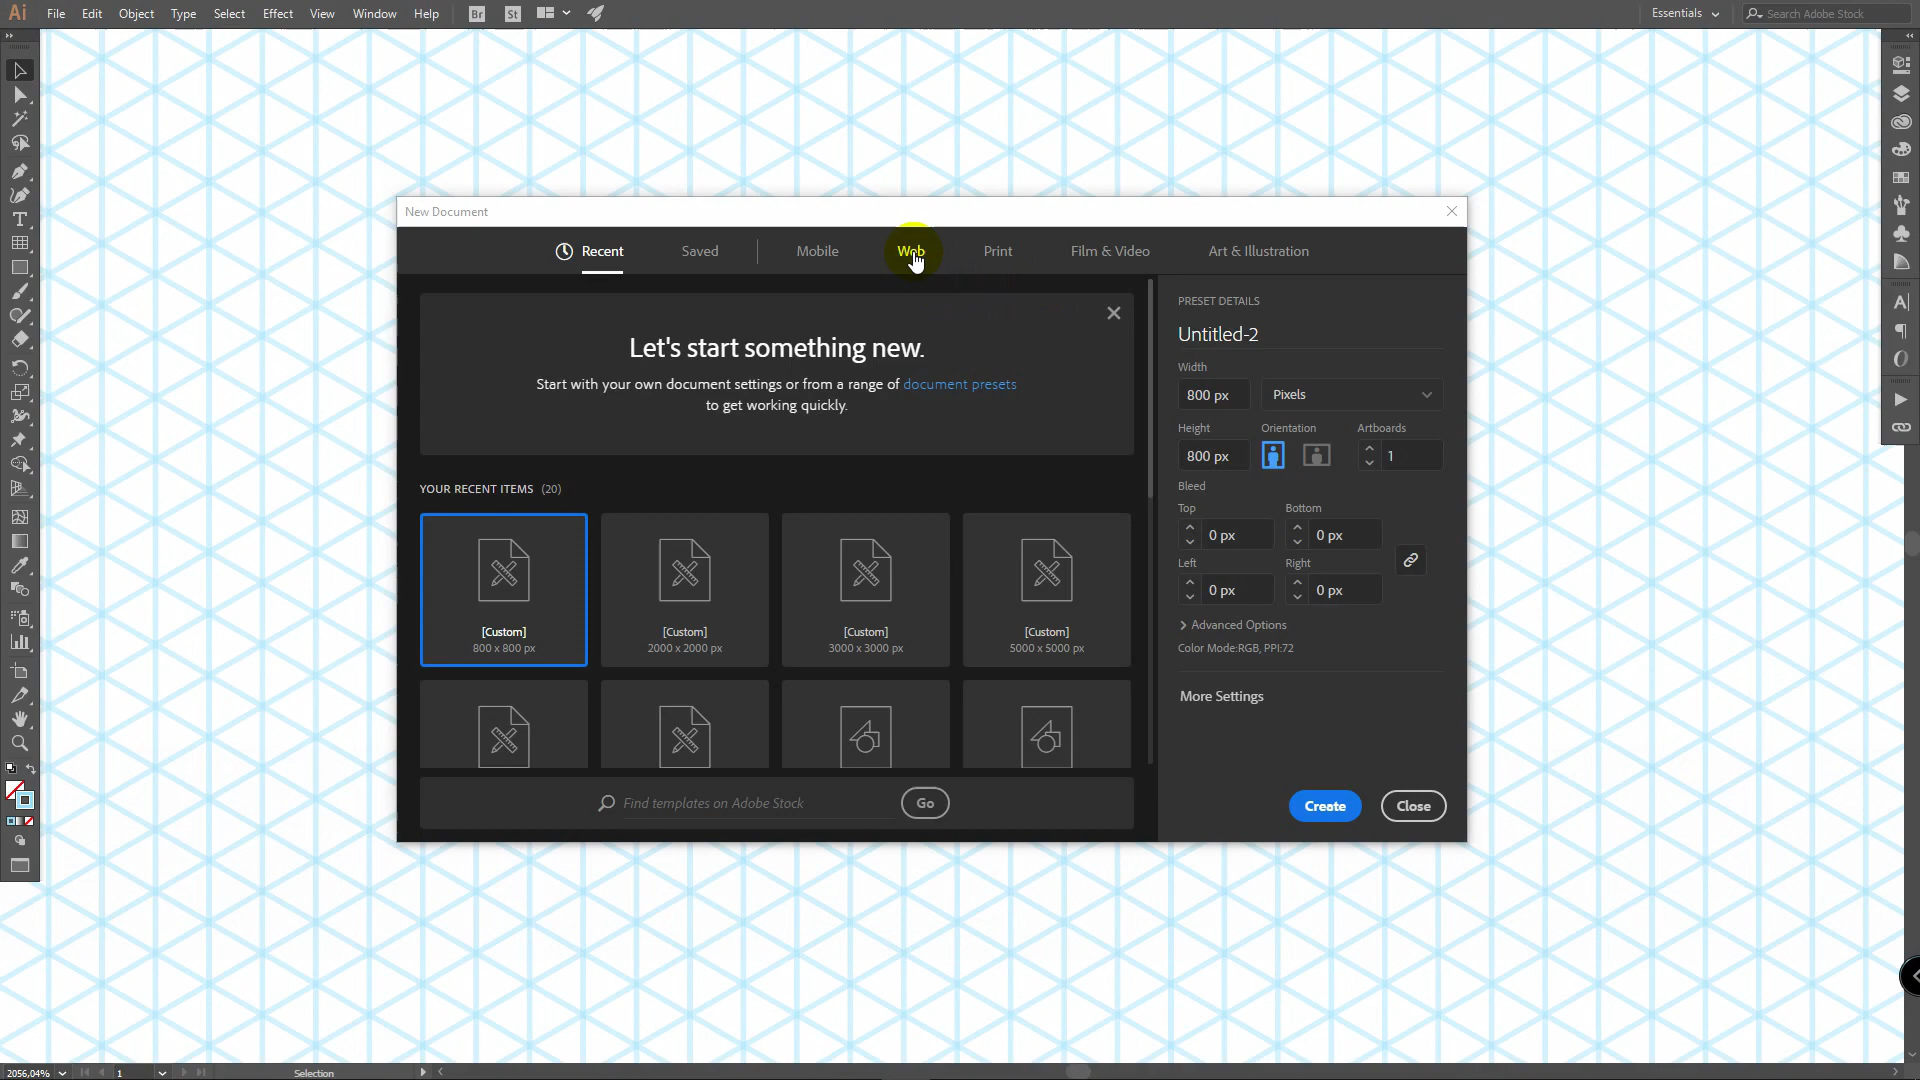 Ai File Edit Object Type Select Effect View Window Help Br St Essentials Search Adobe Stock
New Document
Recent Saved Mobile Web Print Film & Video Art & Illustration
Let's start something new.
Start with your own document settings or from a range of document presets
to get working quickly.
YOUR RECENT ITEMS (20)
[Custom] [Custom] [Custom] [Custom]
800 x 800 px 2000 x 2000 px 3000 x 3000 px 5000 x 5000 px
Find templates on Adobe Stock Go
PRESET DETAILS
Untitled-2
Width
800 px Pixels
Height Orientation Artboards
800 px 1
Bleed
Top Bottom
0 px 0 px
Left Right
0 px 0 px
Advanced Options
Color Mode:RGB, PPI:72
More Settings
Create Close
2056,04% 1 Selection